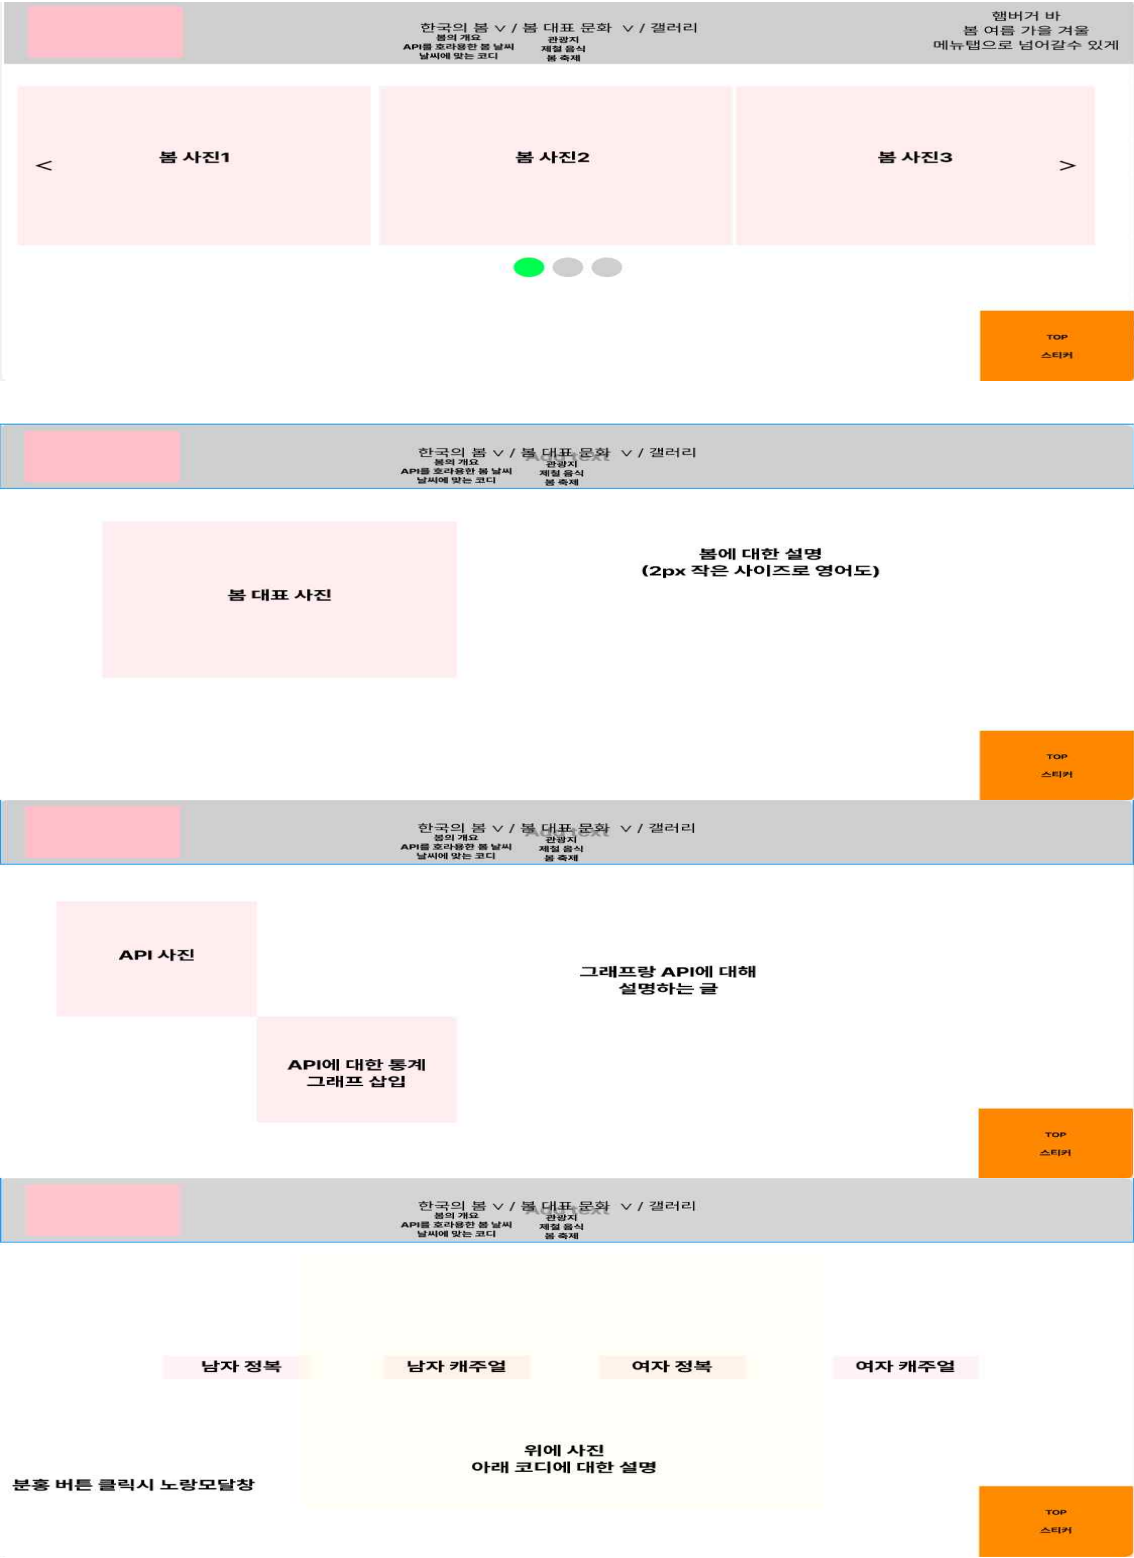 한국의 봄 ∨ / 봄 대표 문화 ∨ / 갤러리
봄의 개요
API를 호라용한 봄 날씨
날씨에 맞는 코디
관광지
제철 음식
봄 축제
햄버거 바
봄 여름 가을 겨울
메뉴탭으로 넘어갈수 있게
< 봄 사진1
봄 사진2
봄 사진3 >
TOP
스티커
한국의 봄 ∨ / 봄 대표 문화 ∨ / 갤러리
Add text
봄의 개요
API를 호라용한 봄 날씨
날씨에 맞는 코디
관광지
제철 음식
봄 축제
봄 대표 사진
봄에 대한 설명
(2px 작은 사이즈로 영어도)
TOP
스티커
한국의 봄 ∨ / 봄 대표 문화 ∨ / 갤러리
Add text
봄의 개요
API를 호라용한 봄 날씨
날씨에 맞는 코디
관광지
제철 음식
봄 축제
API 사진
API에 대한 통계
그래프 삽입
그래프랑 API에 대해
설명하는 글
TOP
스티커
한국의 봄 ∨ / 봄 대표 문화 ∨ / 갤러리
Add text
봄의 개요
API를 호라용한 봄 날씨
날씨에 맞는 코디
관광지
제철 음식
봄 축제
남자 정복
남자 캐주얼
여자 정복
여자 캐주얼
위에 사진
아래 코디에 대한 설명
분홍 버튼 클릭시 노랑모달창
TOP
스티커